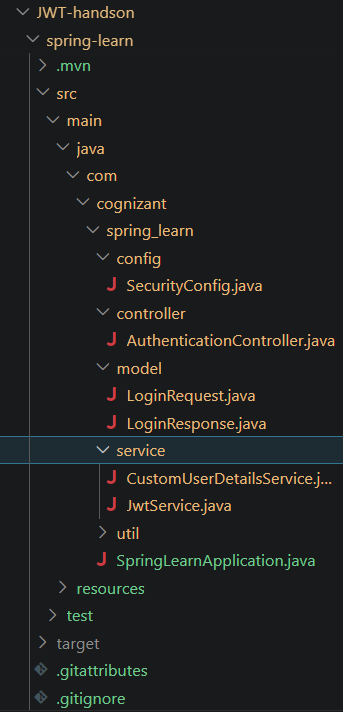 JWT-handson
spring-learn
.mvn
src
main
java
com
cognizant
spring_learn
config
SecurityConfig.java
controller
AuthenticationController.java
model
LoginRequest.java
LoginResponse.java
service
CustomUserDetailsService.j...
JwtService.java
util
SpringLearnApplication.java
resources
test
target
.gitattributes
.gitignore